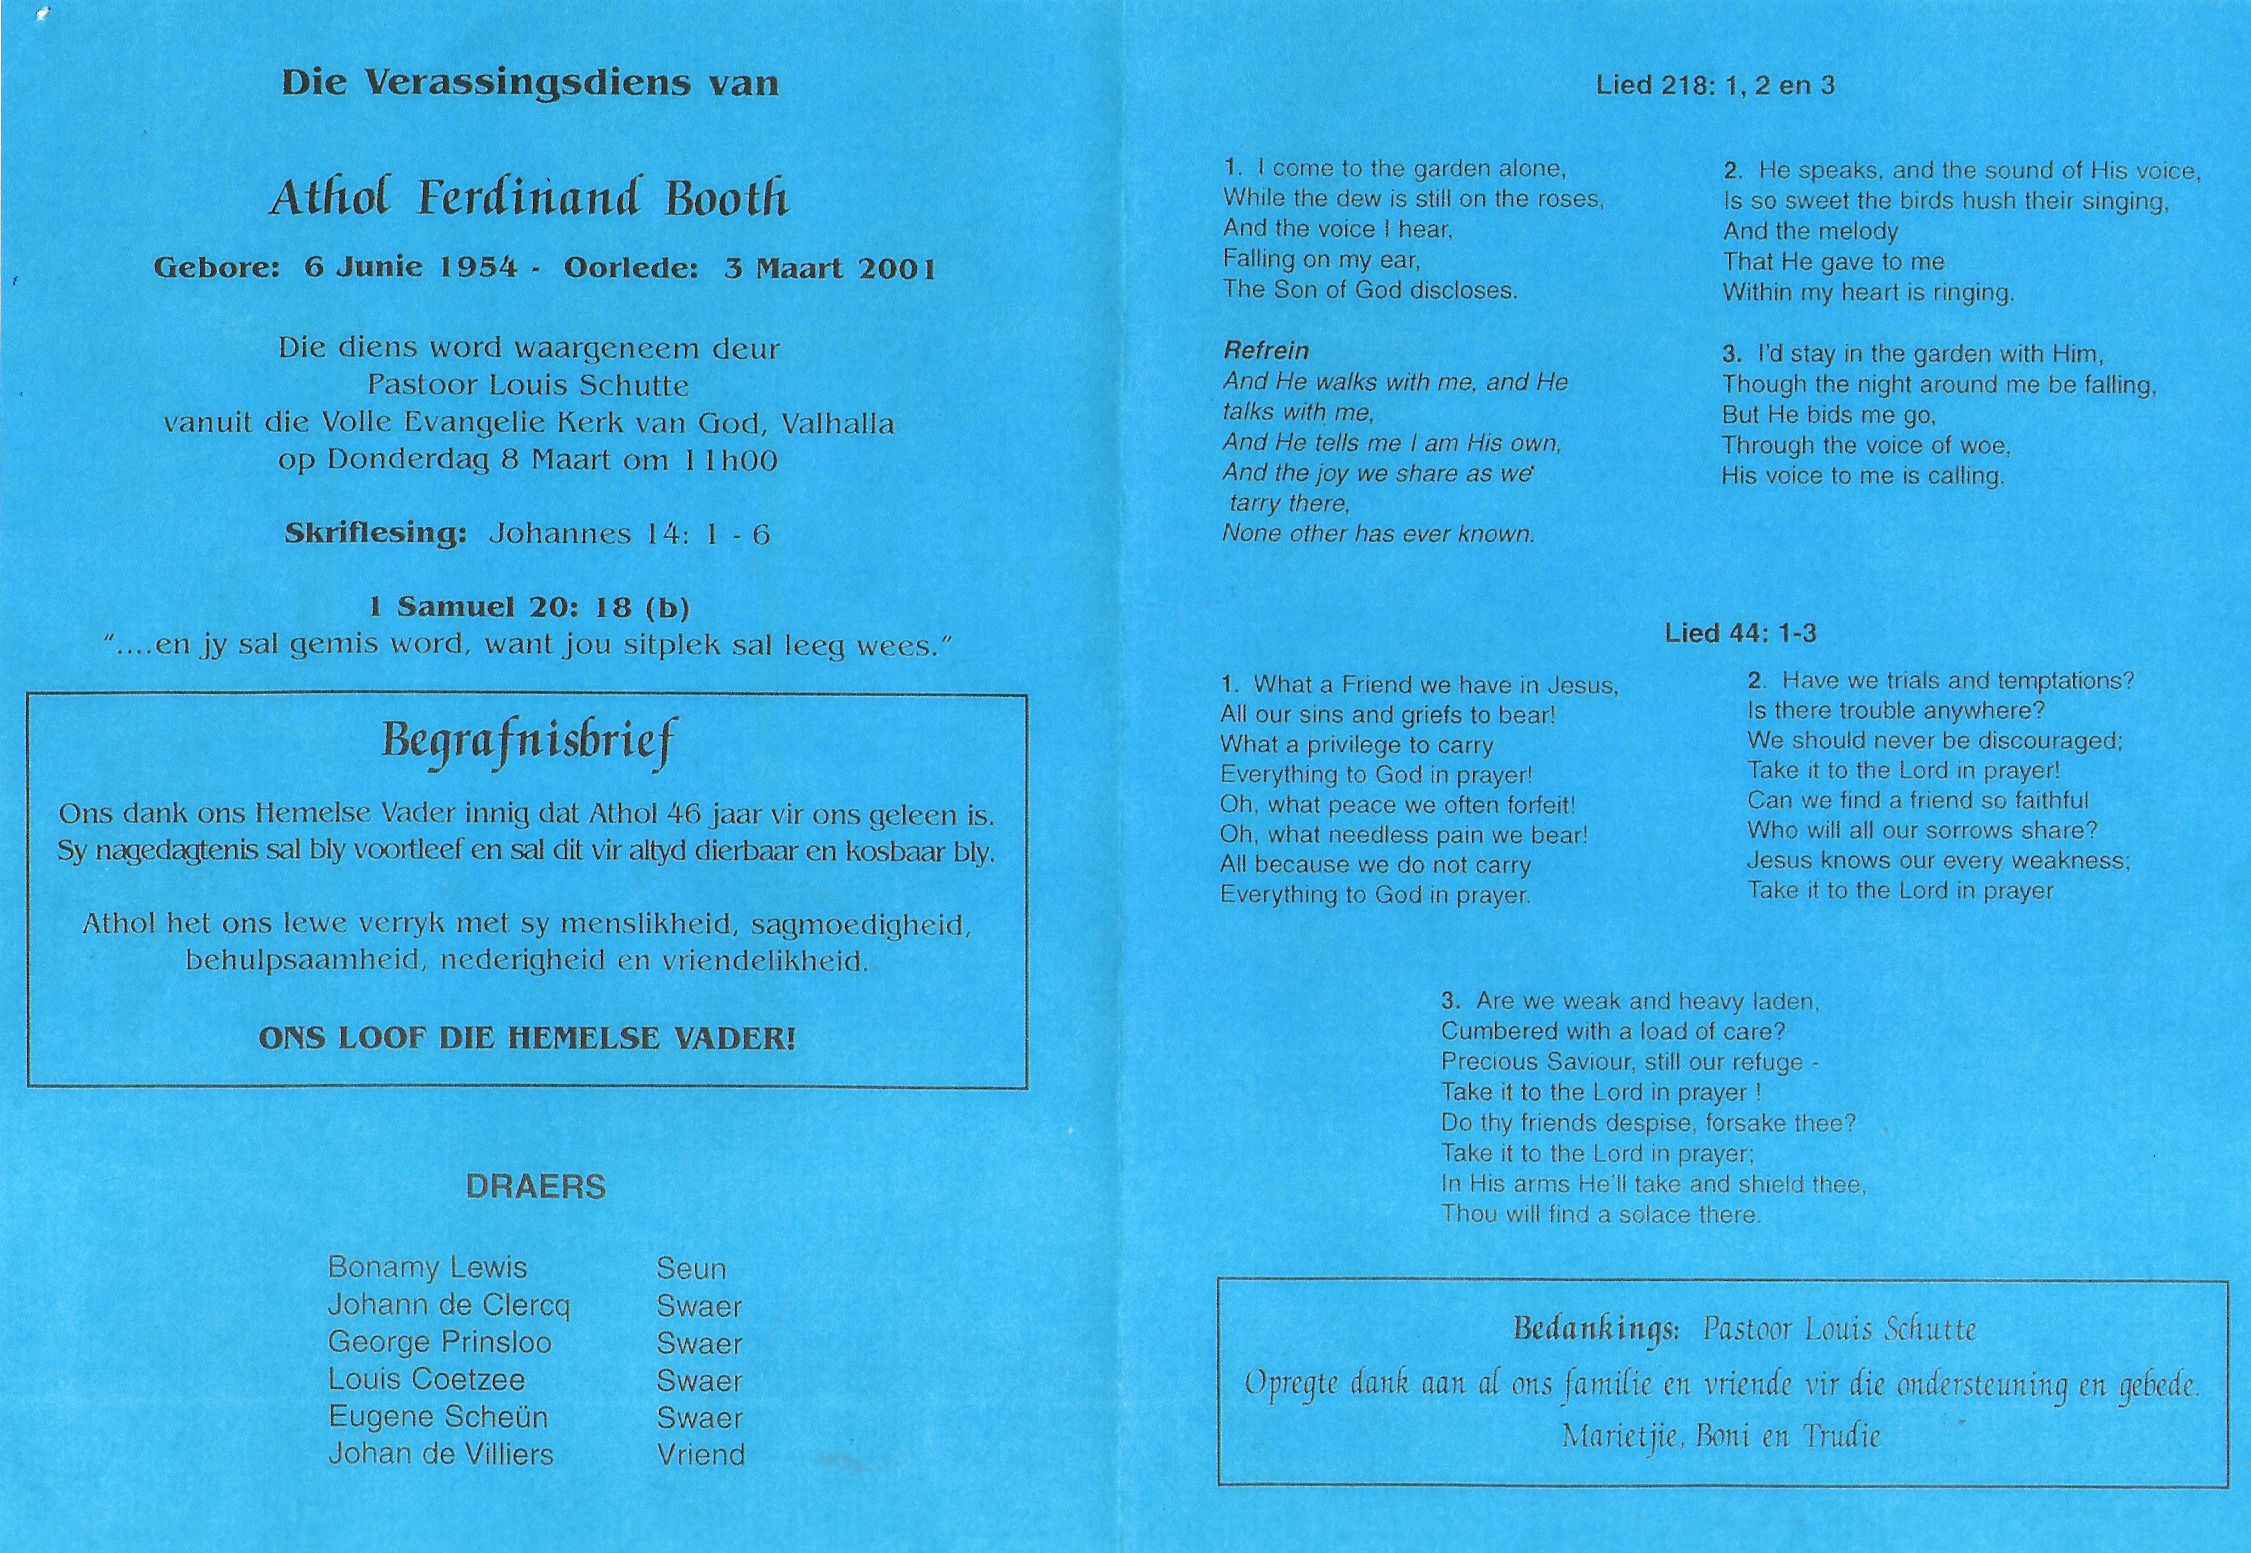 Die Verassingsdiens van
Athol Ferdinand Booth
Gebore: 6 Junie 1954 - Oorlede: 3 Maart 2001
Die diens word waargeneem deur
Pastoor Louis Schutte
vanuit die Volle Evangelie Kerk van God, Valhalla
op Donderdag 8 Maart om 11h00
Skriflesing: Johannes 14: 1 - 6
1 Samuel 20: 18 (b)
"....en jy sal gemis word, want jou sitplek sal leeg wees."
Begrafnisbrief
Ons dank ons Hemelse Vader innig dat Athol 46 jaar vir ons geleen is.
Sy nagedagtenis sal bly voortleef en sal dit vir altyd dierbaar en kosbaar bly.
Athol het ons lewe verryk met sy menslikheid, sagmoedigheid,
behulpsaamheid, nederigheid en vriendelikheid.
ONS LOOF DIE HEMELSE VADER!
DRAERS
Bonamy Lewis Seun
Johann de Clercq Swaer
George Prinsloo Swaer
Louis Coetzee Swaer
Eugene Scheün Swaer
Johan de Villiers Vriend
Lied 218: 1, 2 en 3
1. I come to the garden alone,
While the dew is still on the roses,
And the voice I hear,
Falling on my ear,
The Son of God discloses.
Refrein
And He walks with me, and He
talks with me,
And He tells me I am His own,
And the joy we share as we
tarry there,
None other has ever known.
2. He speaks, and the sound of His voice,
Is so sweet the birds hush their singing,
And the melody
That He gave to me
Within my heart is ringing.
3. I'd stay in the garden with Him,
Though the night around me be falling,
But He bids me go,
Through the voice of woe,
His voice to me is calling.
Lied 44: 1-3
1. What a Friend we have in Jesus,
All our sins and griefs to bear!
What a privilege to carry
Everything to God in prayer!
Oh, what peace we often forfeit!
Oh, what needless pain we bear!
All because we do not carry
Everything to God in prayer.
2. Have we trials and temptations?
Is there trouble anywhere?
We should never be discouraged;
Take it to the Lord in prayer!
Can we find a friend so faithful
Who will all our sorrows share?
Jesus knows our every weakness;
Take it to the Lord in prayer
3. Are we weak and heavy laden,
Cumbered with a load of care?
Precious Saviour, still our refuge -
Take it to the Lord in prayer !
Do thy friends despise, forsake thee?
Take it to the Lord in prayer;
In His arms He'll take and shield thee,
Thou will find a solace there.
Bedankings: Pastoor Louis Schutte
Opregte dank aan al ons familie en vriende vir die ondersteuning en gebede.
Marietjie, Boni en Trudie